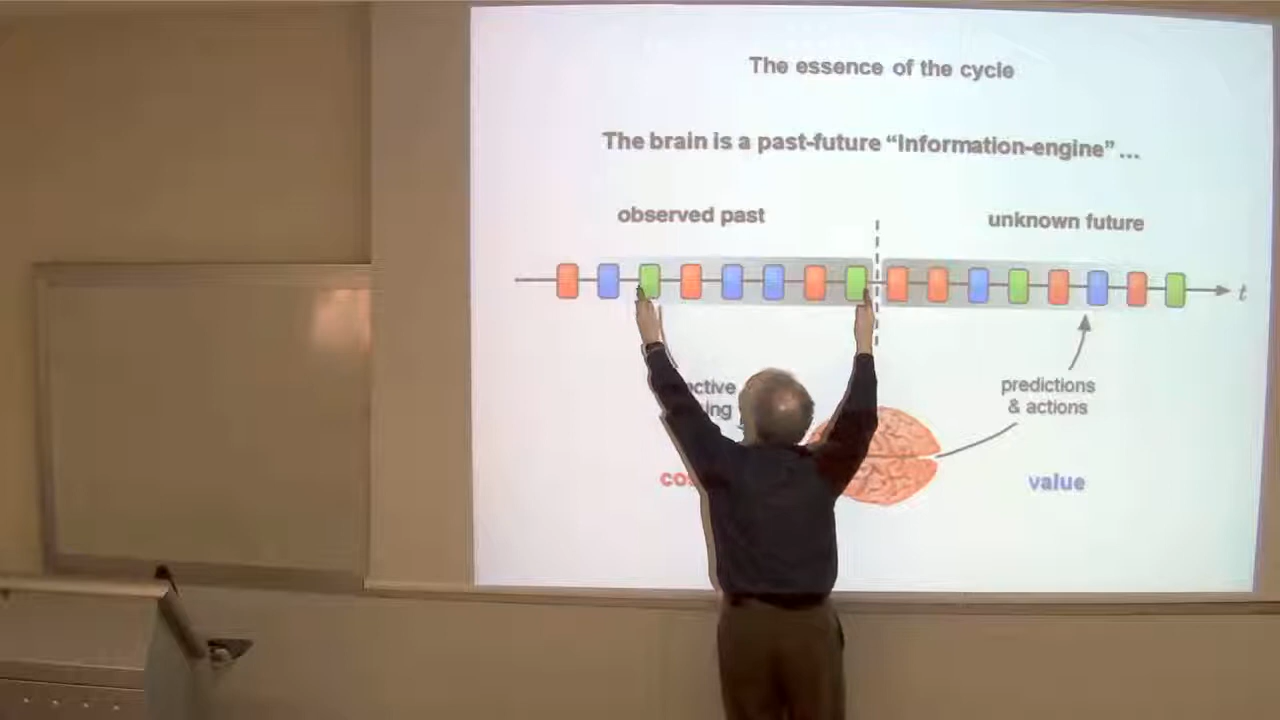 The essence of the cycle
The brain is a past-future “Information-engine” ...
observed past
unknown future
t
predictions
& actions
value